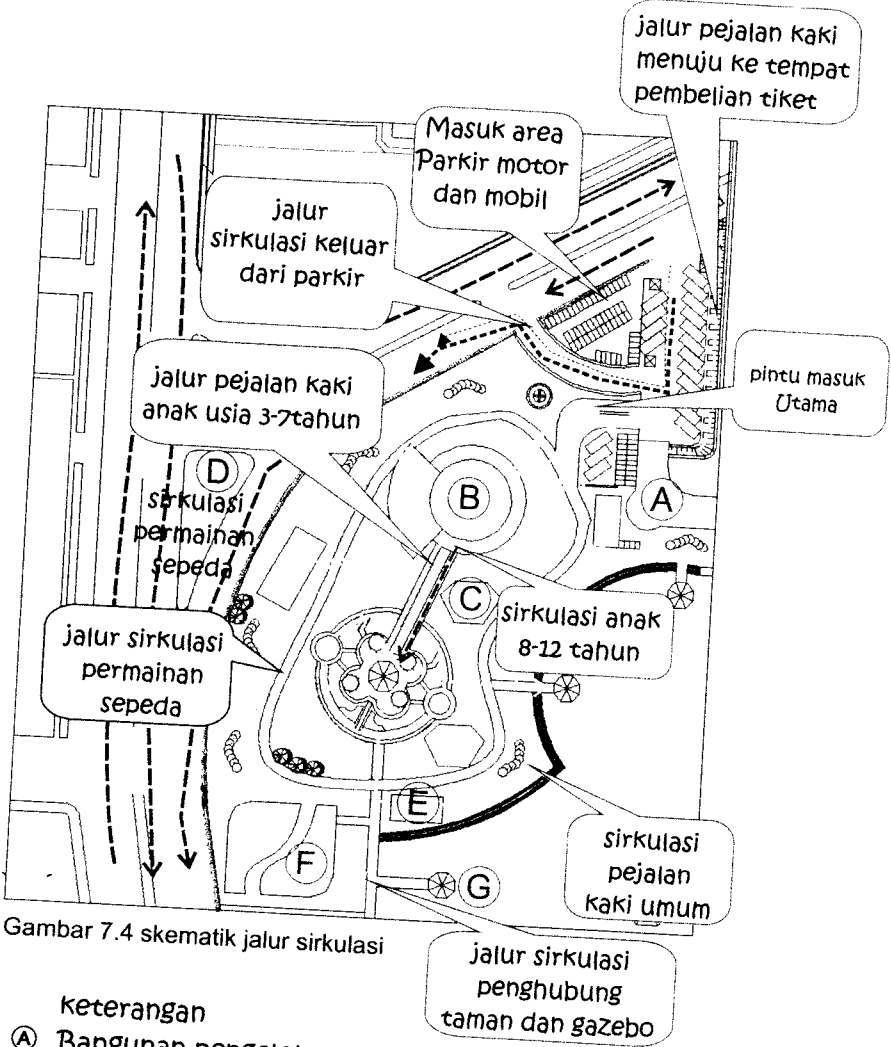 jalur pejalan kaki
menuju ke tempat
pembelian tiket
Masuk area
Parkir motor
dan mobil
jalur
sirkulasi keluar
dari parkir
jalur pejalan kaki
anak usia 3-7tahun
pintu masuk
Utama
D
B
A
sirkulasi
permainan
sepeda
C
sirkulasi anak
8-12 tahun
jalur sirkulasi
permainan
sepeda
E
F
G
sirkulasi
pejalan
kaki umum
Gambar 7.4 skematik jalur sirkulasi
jalur sirkulasi
penghubung
taman dan gazebo
keterangan
A Bangunan